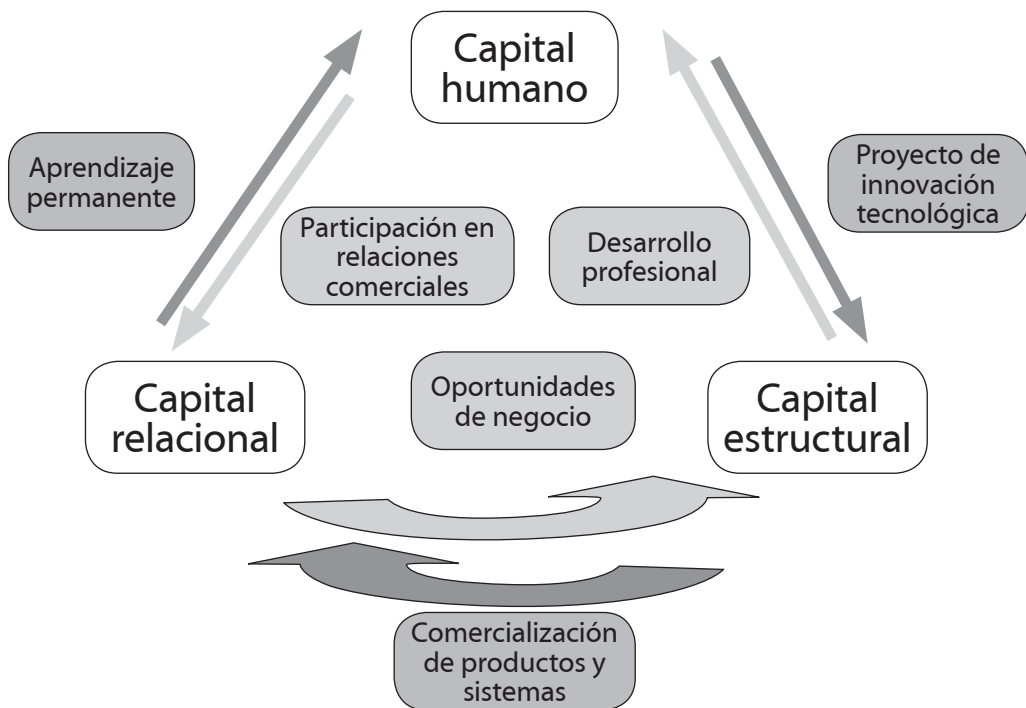 Capital
humano
Aprendizaje
permanente
Proyecto de
innovación
tecnológica
Participación en
relaciones
comerciales
Desarrollo
profesional
Capital
relacional
Oportunidades
de negocio
Capital
estructural
Comercialización
de productos y
sistemas